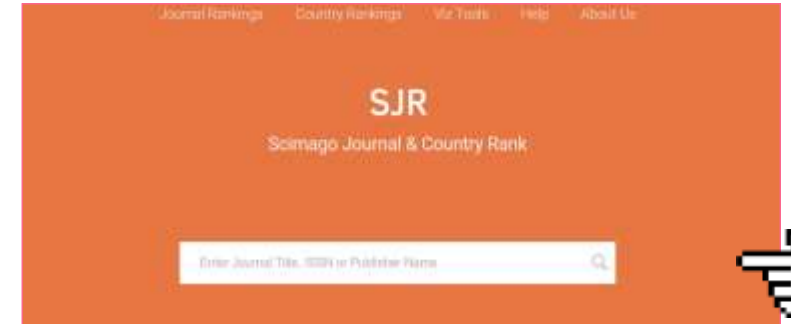 Journal Rankings Country Rankings Viz Tools Help About Us
SJR
Scimago Journal & Country Rank
Enter Journal Title, ISSN or Publisher Name